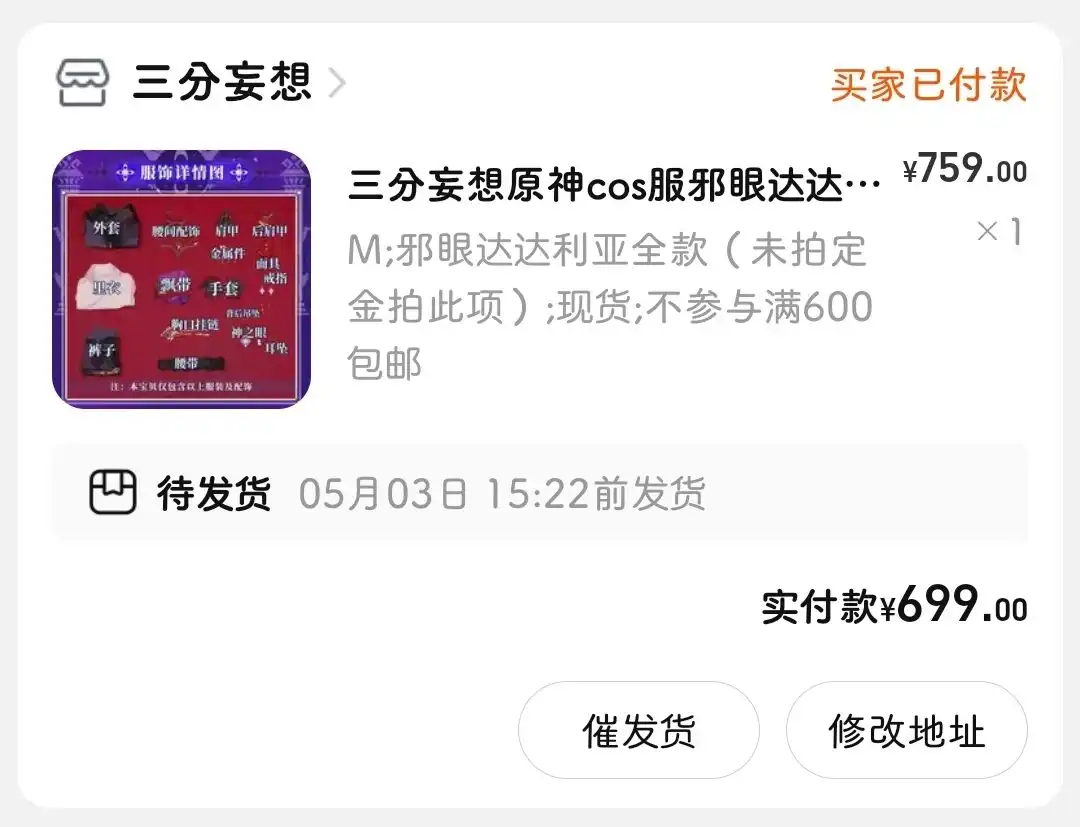 三分妄想
买家已付款
服饰详情图
外套
腰间配饰
肩甲
后肩甲
金属件
面具
戒指
里衣
飘带
手套
背后吊坠
胸口挂链
神之眼
耳坠
裤子
腰带
注：本宝贝仅包含以上服装及配饰
三分妄想原神cos服邪眼达达…
¥759.00
×1
M;邪眼达达利亚全款（未拍定
金拍此项）;现货;不参与满600
包邮
待发货 05月03日 15:22前发货
实付款¥699.00
催发货
修改地址